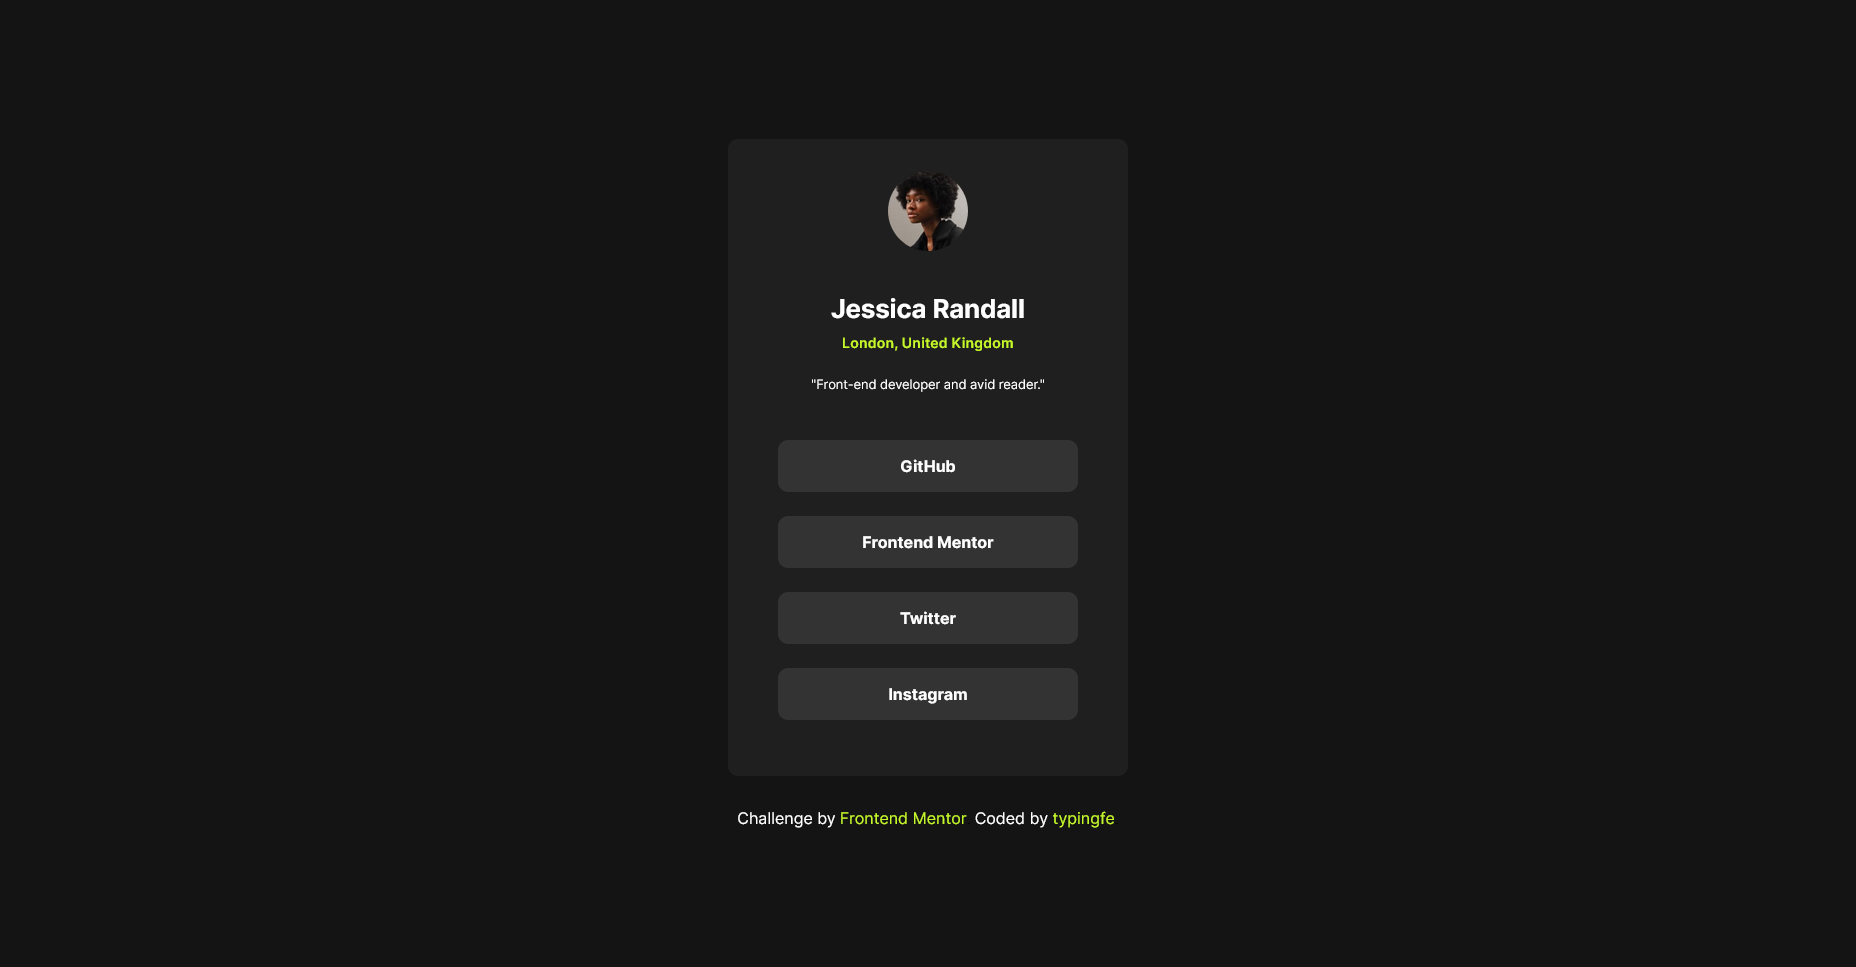 Jessica Randall
London, United Kingdom
"Front-end developer and avid reader."
GitHub
Frontend Mentor
Twitter
Instagram
Challenge by Frontend Mentor Coded by typingfe